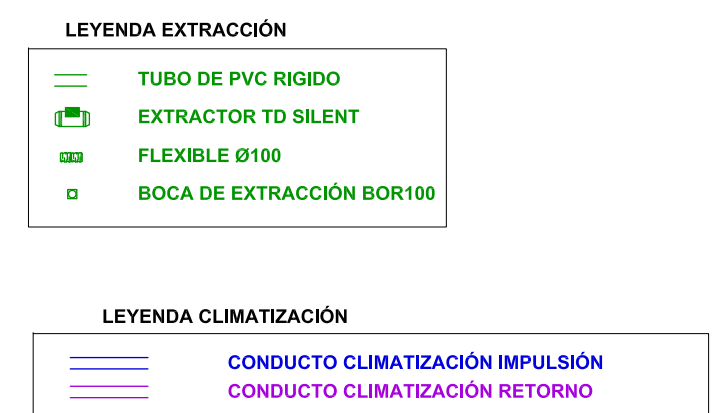 LEYENDA EXTRACCIÓN
TUBO DE PVC RIGIDO
EXTRACTOR TD SILENT
FLEXIBLE Ø100
BOCA DE EXTRACCIÓN BOR100
LEYENDA CLIMATIZACIÓN
CONDUCTO CLIMATIZACIÓN IMPULSIÓN
CONDUCTO CLIMATIZACIÓN RETORNO